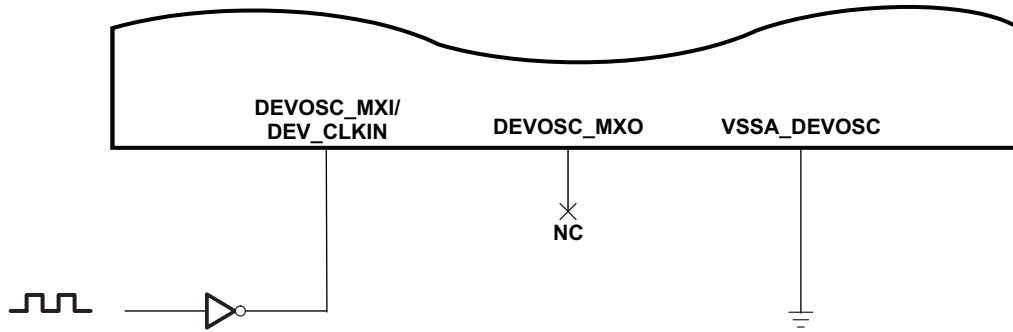 DEVOSC_MXI/
DEV_CLKIN
DEVOSC_MXO
VSSA_DEVOSC
NC